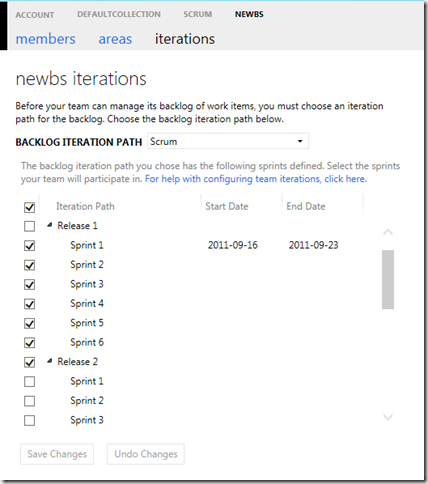 ACCOUNT DEFAULTCOLLECTION SCRUM NEWBS
members areas iterations
newbs iterations
Before your team can manage its backlog of work items, you must choose an iteration
path for the backlog. Choose the backlog iteration path below.
BACKLOG ITERATION PATH Scrum
The backlog iteration path you chose has the following sprints defined. Select the sprints
your team will participate in. For help with configuring team iterations, click here.
Iteration Path Start Date End Date
Release 1
Sprint 1 2011-09-16 2011-09-23
Sprint 2
Sprint 3
Sprint 4
Sprint 5
Sprint 6
Release 2
Sprint 1
Sprint 2
Sprint 3
Save Changes Undo Changes